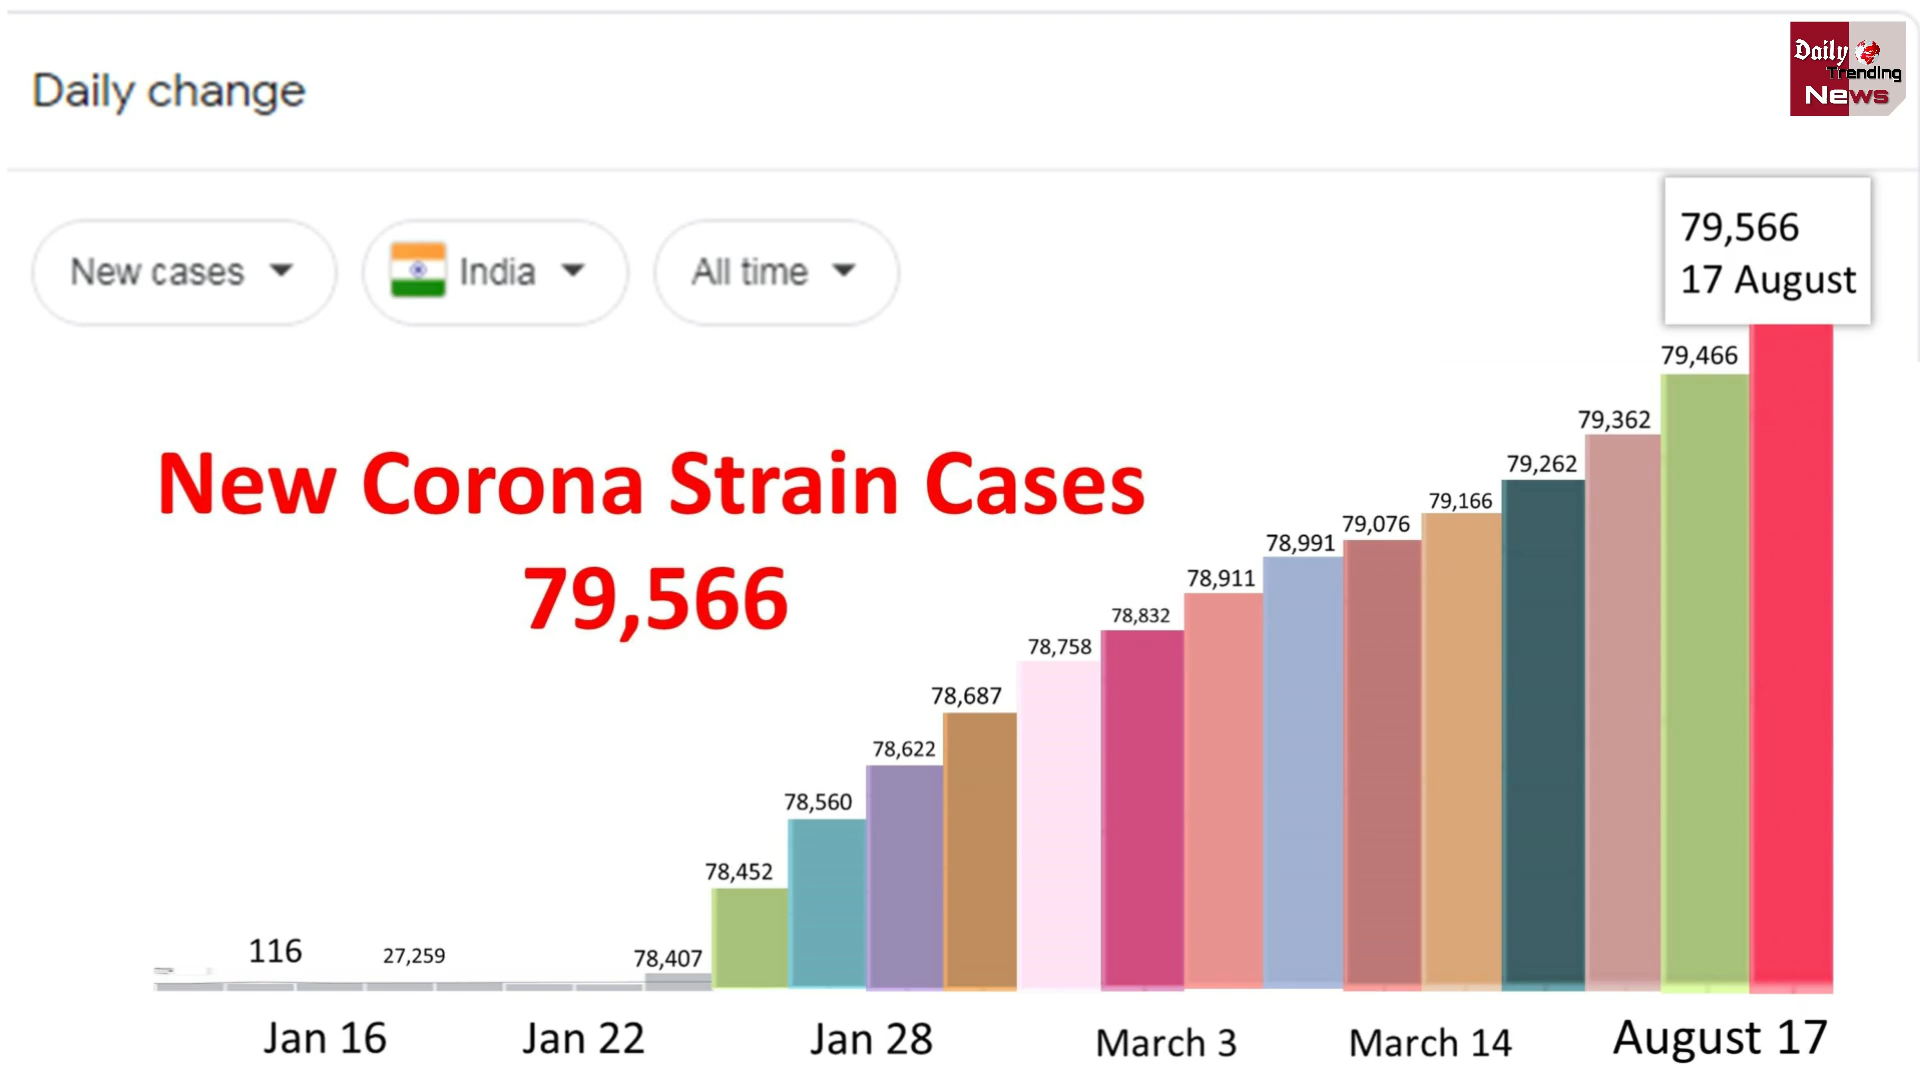 Daily change
Daily
Trending
News
New cases
India
All time
79,566
17 August
79,466
79,362
79,262
79,166
79,076
78,991
78,911
78,832
78,758
78,687
78,622
78,560
78,452
78,407
27,259
116
New Corona Strain Cases
79,566
Jan 16
Jan 22
Jan 28
March 3
March 14
August 17